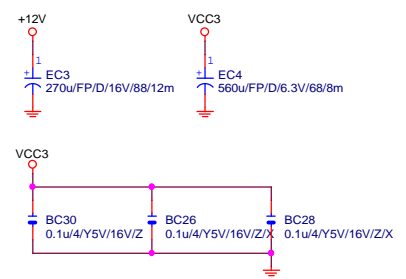 +12V
VCC3
1
1
+
EC3
+
EC4
270u/FP/D/16V/88/12m
560u/FP/D/6.3V/68/8m
VCC3
BC30
BC26
BC28
0.1u/4/Y5V/16V/Z
0.1u/4/Y5V/16V/Z/X
0.1u/4/Y5V/16V/Z/X